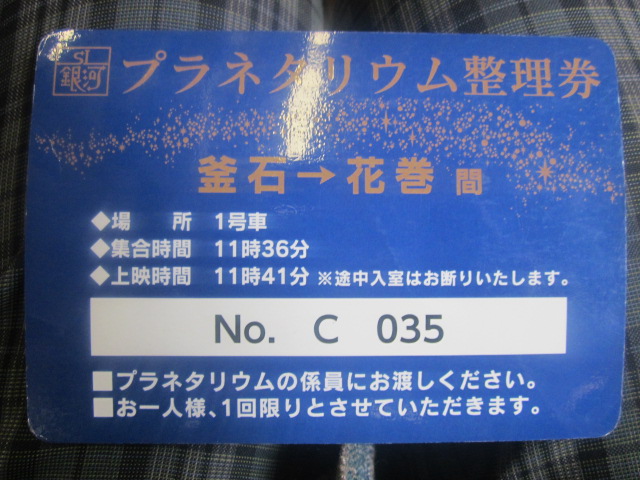 SL
銀河
プラネタリウム整理券
釜石→花巻 間
◆場　所　1号車
◆集合時間　11時36分
◆上映時間　11時41分 ※途中入室はお断りいたします。
No.　C　035
■プラネタリウムの係員にお渡しください。
■お一人様、1回限りとさせていただきます。